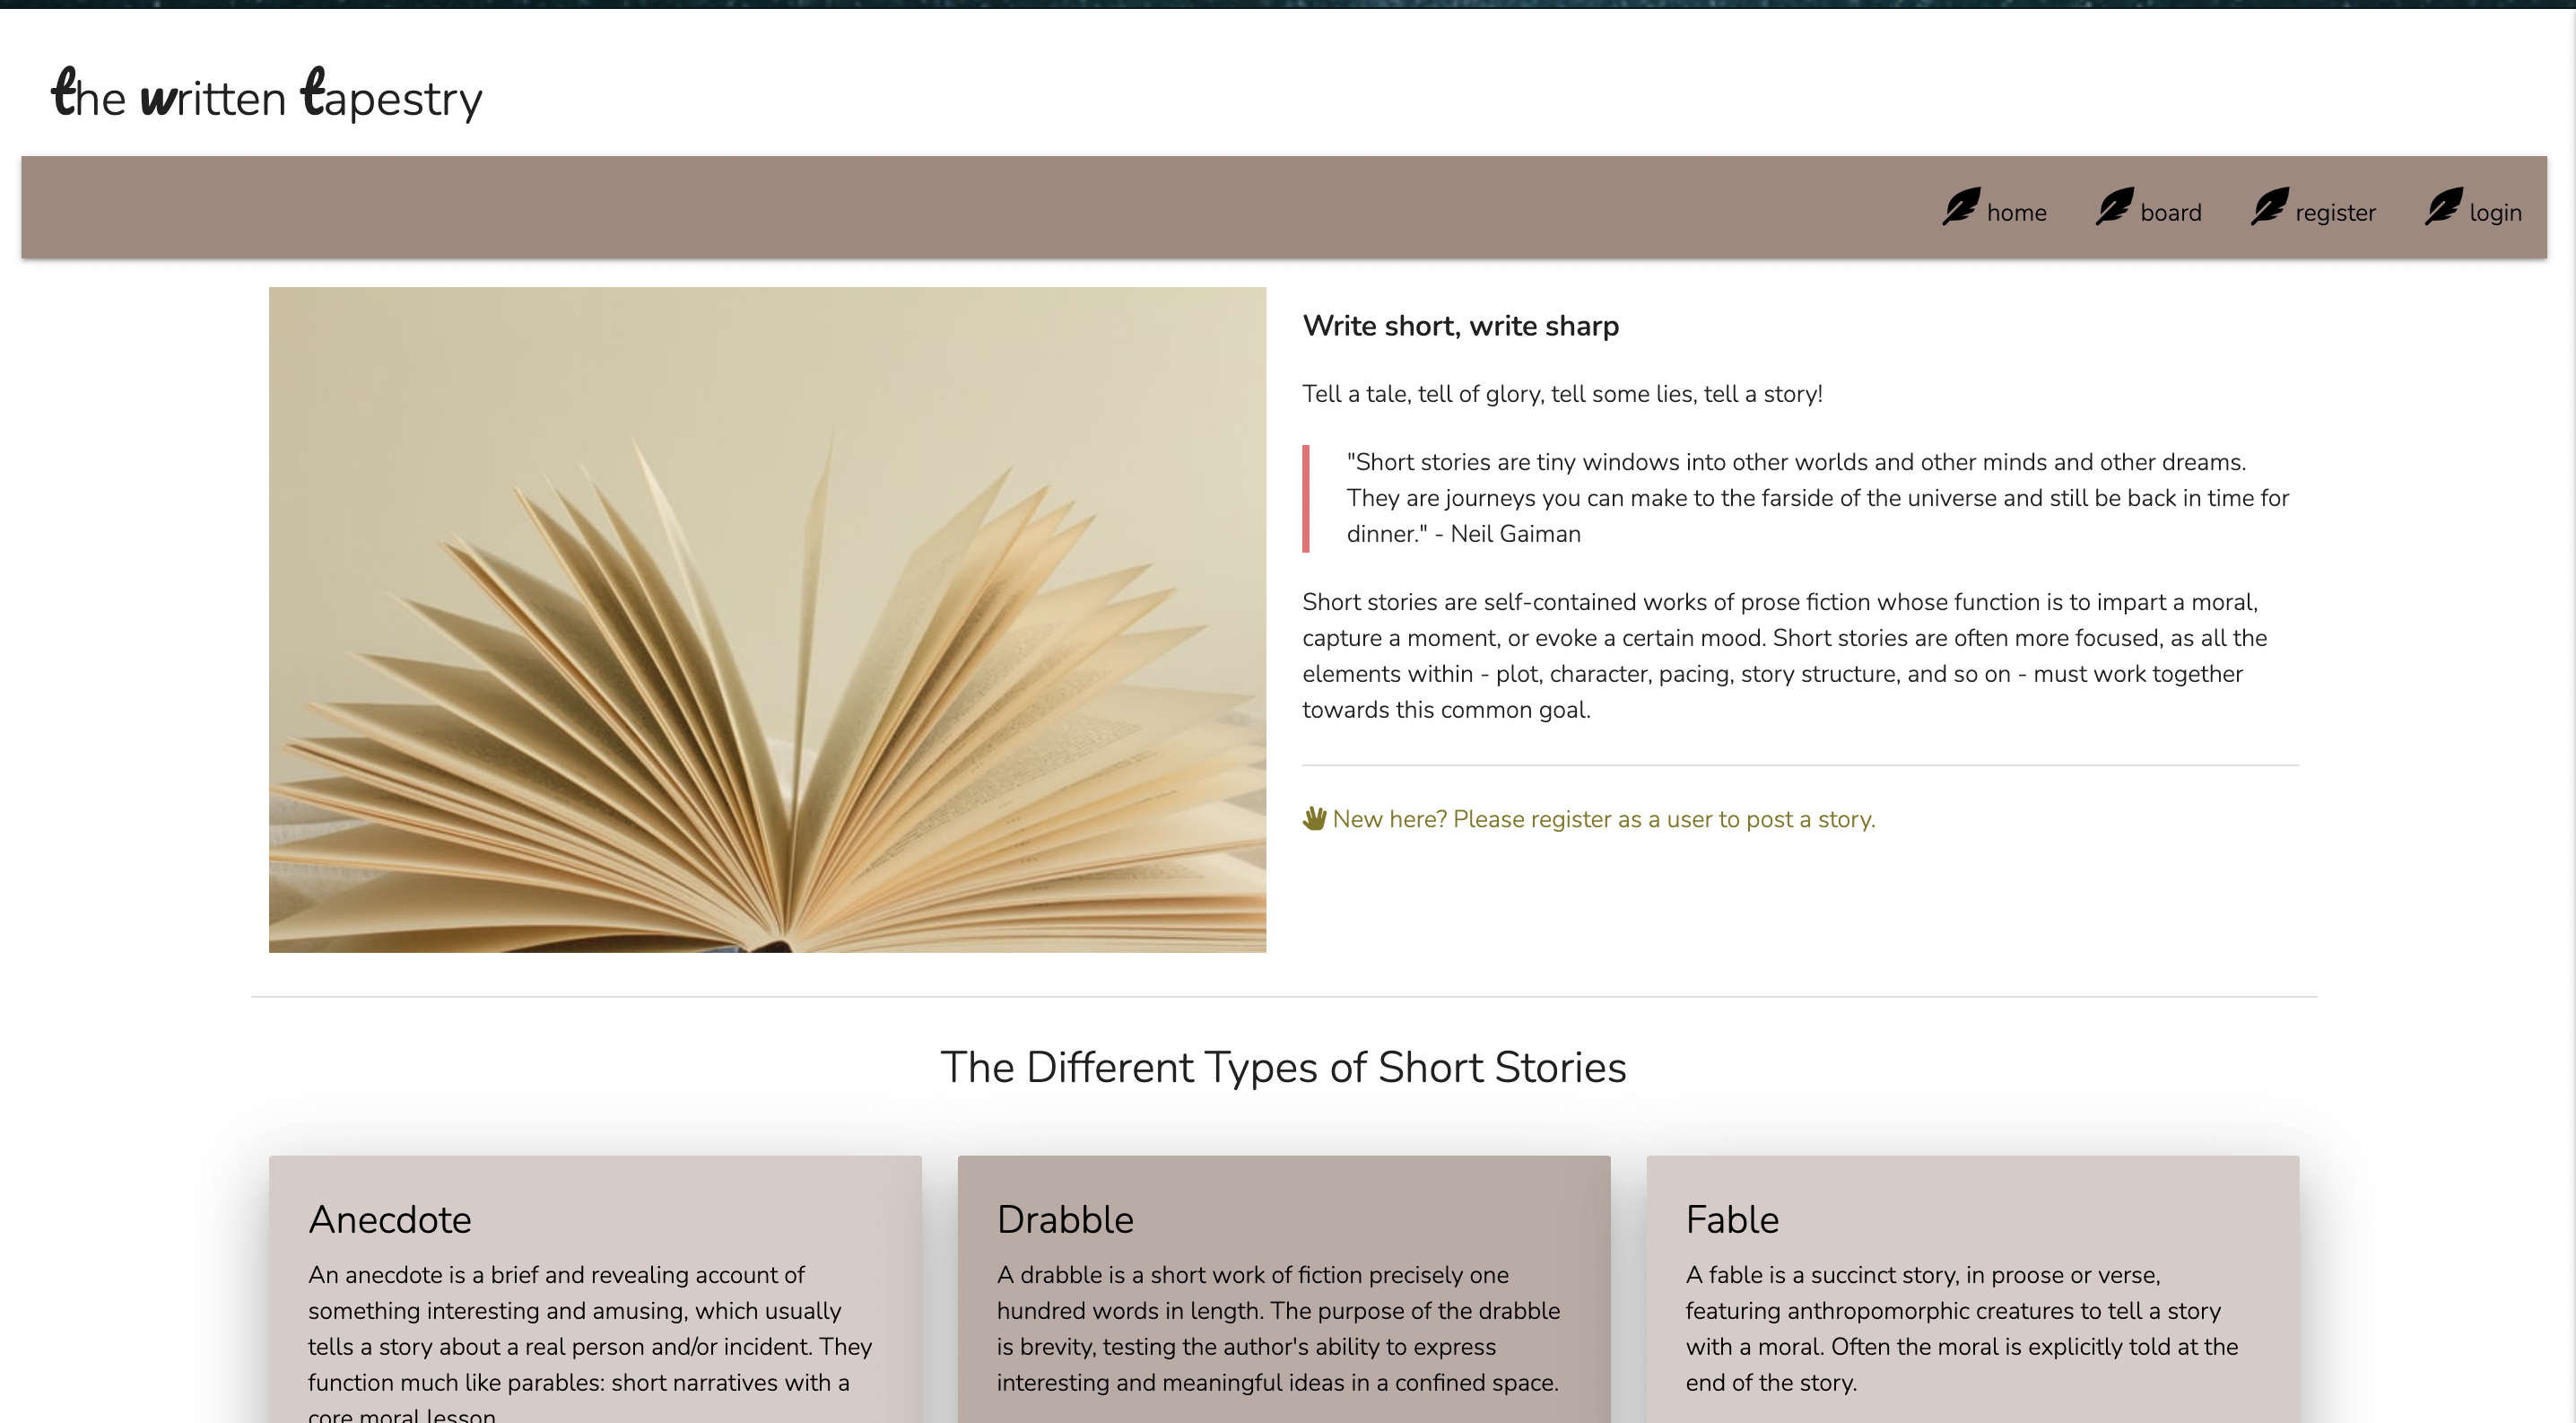 the written tapestry
home board register login
Write short, write sharp
Tell a tale, tell of glory, tell some lies, tell a story!
"Short stories are tiny windows into other worlds and other minds and other dreams.
They are journeys you can make to the farside of the universe and still be back in time for
dinner." - Neil Gaiman
Short stories are self-contained works of prose fiction whose function is to impart a moral,
capture a moment, or evoke a certain mood. Short stories are often more focused, as all the
elements within - plot, character, pacing, story structure, and so on - must work together
towards this common goal.
New here? Please register as a user to post a story.
The Different Types of Short Stories
Anecdote
An anecdote is a brief and revealing account of
something interesting and amusing, which usually
tells a story about a real person and/or incident. They
function much like parables: short narratives with a
core moral lesson.
Drabble
A drabble is a short work of fiction precisely one
hundred words in length. The purpose of the drabble
is brevity, testing the author's ability to express
interesting and meaningful ideas in a confined space.
Fable
A fable is a succinct story, in proose or verse,
featuring anthropomorphic creatures to tell a story
with a moral. Often the moral is explicitly told at the
end of the story.